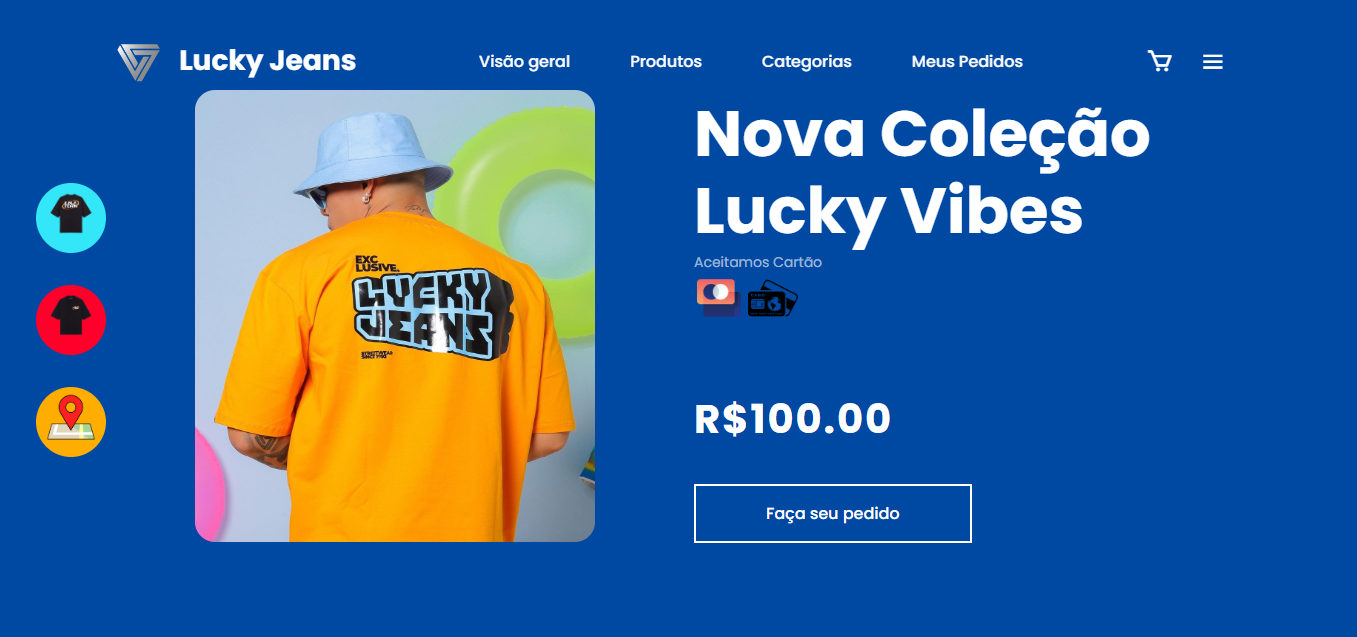 Lucky Jeans
Visão geral
Produtos
Categorias
Meus Pedidos
Nova Coleção
Lucky Vibes
Aceitamos Cartão
R$100.00
Faça seu pedido
EXC
LUSIVE.
LUCKY
JEANS
STREETWEAR